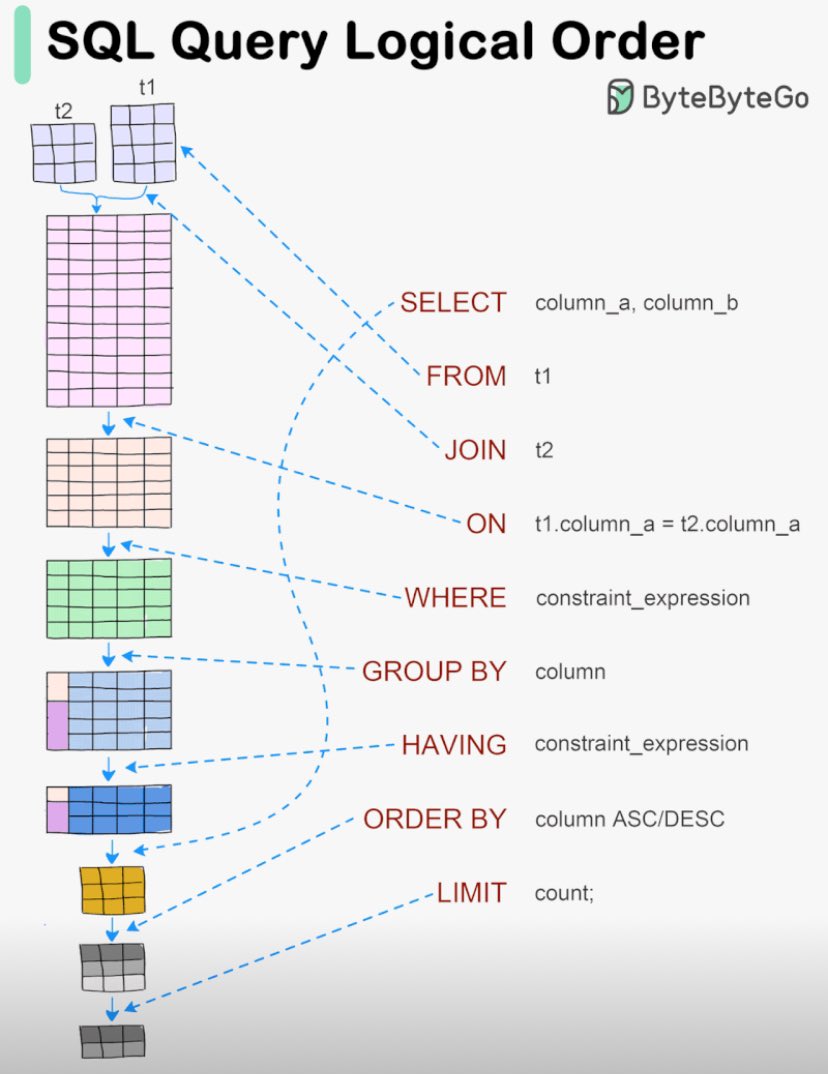 SQL Query Logical Order
ByteByteGo
t1
t2
SELECT column_a, column_b
FROM t1
JOIN t2
ON t1.column_a = t2.column_a
WHERE constraint_expression
GROUP BY column
HAVING constraint_expression
ORDER BY column ASC/DESC
LIMIT count;